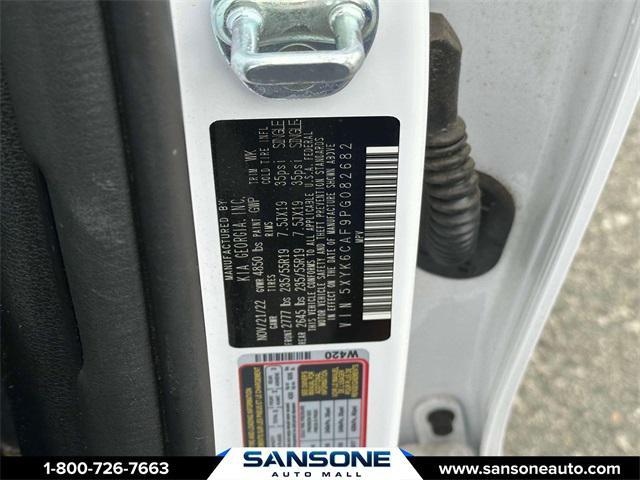 MANUFACTURED BY
KIA GEORGIA, INC.
NOV/21/22 GVWR 4850 lbs PAINT GWP TRIM WK
GAWR TIRES RIMS COLD TIRE INFL
FRONT 2777 lbs 235/55R19 7.5JX19 35psi SINGLE
REAR 2645 lbs 235/55R19 7.5JX19 35psi SINGLE
THIS VEHICLE CONFORMS TO ALL APPLICABLE U.S.A. FEDERAL
MOTOR VEHICLE SAFETY AND THEFT PREVENTION STANDARDS
IN EFFECT ON THE DATE OF MANUFACTURE SHOWN ABOVE
VIN 5XYK6CAF9PG082682
MPV
W420
1-800-726-7663
SANSONE
AUTO MALL
www.sansoneauto.com